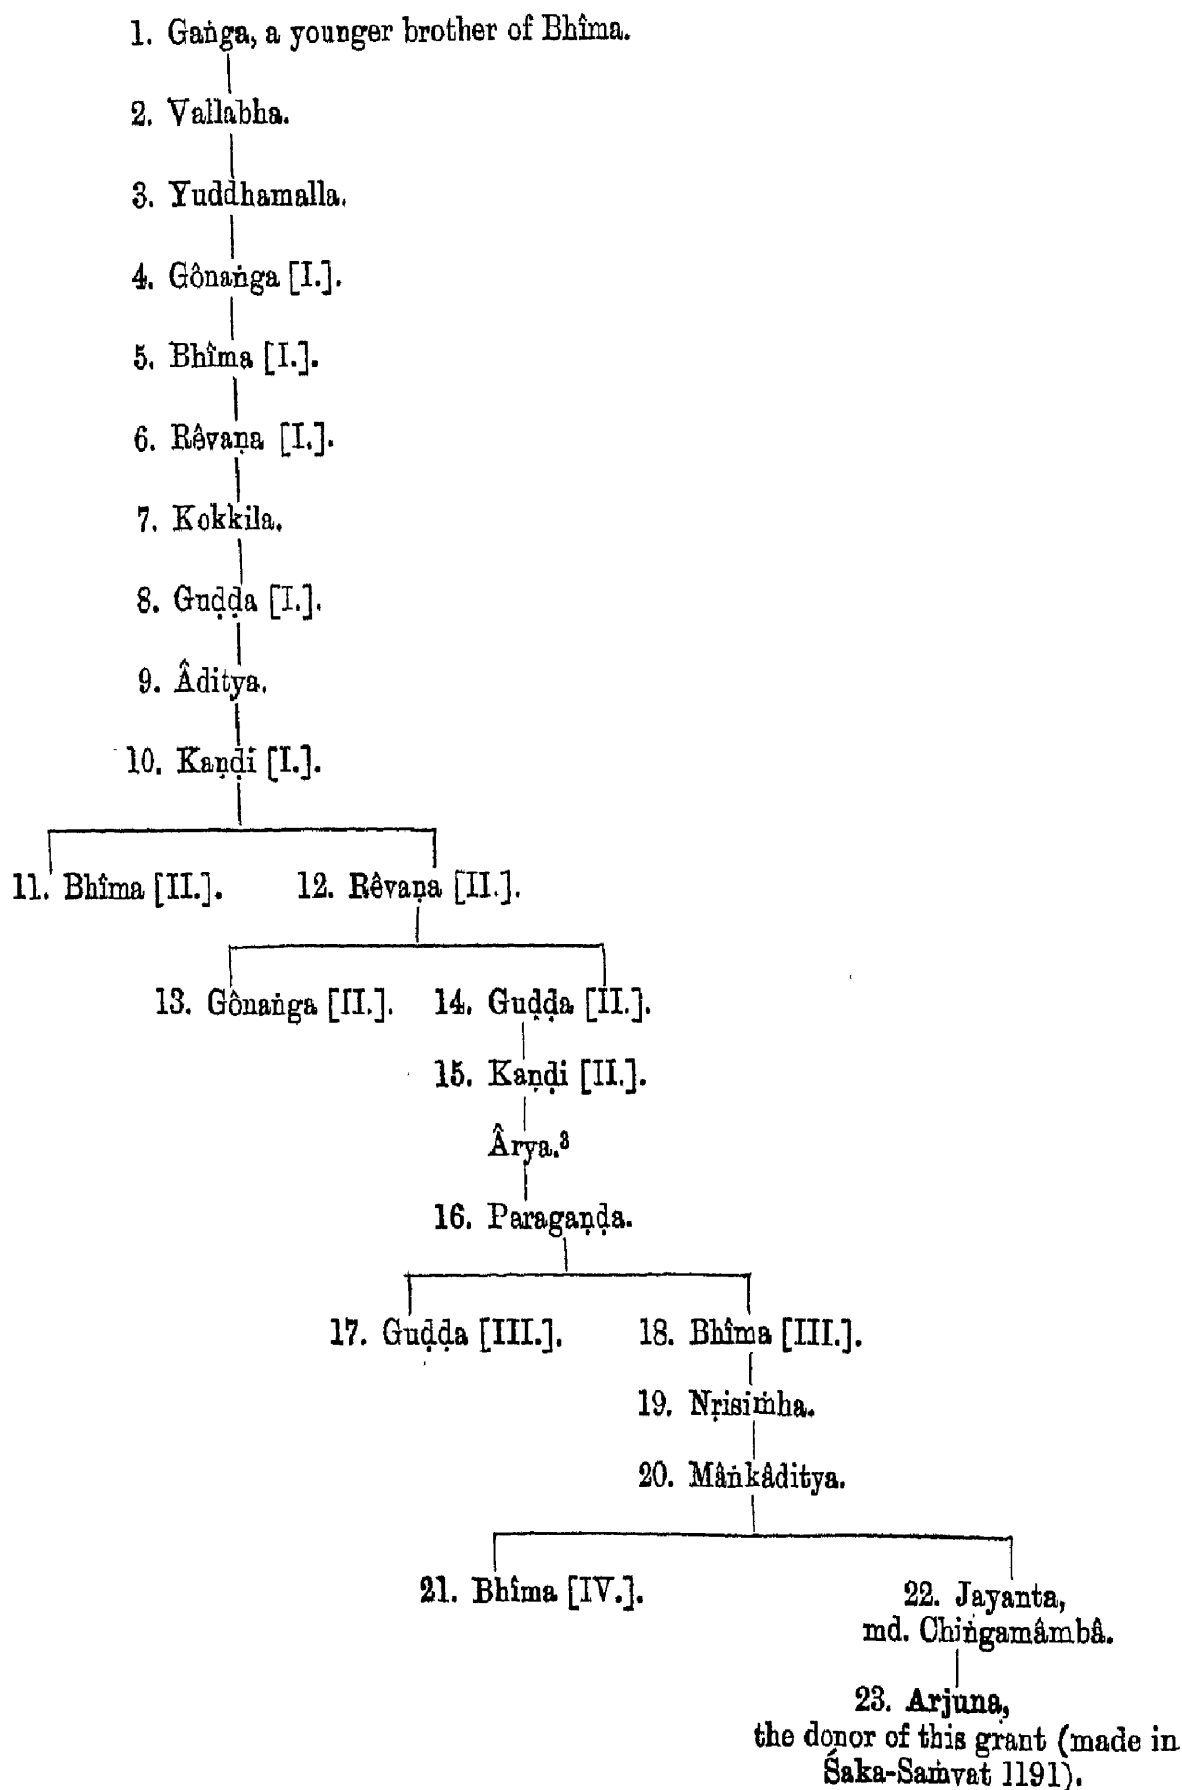 1. Gaṅga, a younger brother of Bhîma.
2. Vallabha.
3. Yuddhamalla.
4. Gônaṅga [I.].
5. Bhîma [I.].
6. Rêvaṇa [I.].
7. Kokkila.
8. Guḍḍa [I.].
9. Âditya.
10. Kaṇḍi [I.].
11. Bhîma [II.]. 12. Rêvaṇa [II.].
13. Gônaṅga [II.]. 14. Guḍḍa [II.].
15. Kaṇḍi [II.].
Ârya.³
16. Paragaṇḍa.
17. Guḍḍa [III.]. 18. Bhîma [III.].
19. Nṛisiṁha.
20. Mâṅkâditya.
21. Bhîma [IV.]. 22. Jayanta,
md. Chiṅgamâmbâ.
23. Arjuna,
the donor of this grant (made in
Śaka-Saṁvat 1191).